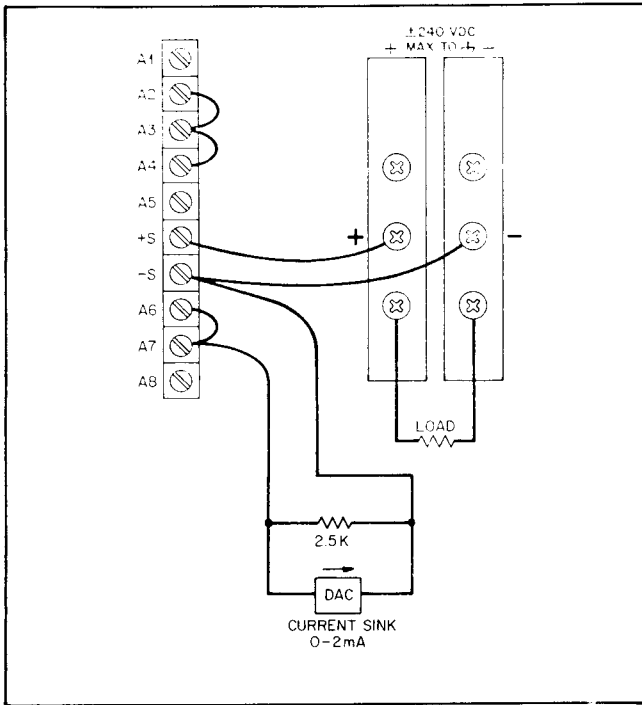 ±240 VDC
+ MAX TO ⏚ -
A1
A2
A3
A4
A5
+S
+
-
-S
A6
A7
A8
LOAD
2.5K
DAC
CURRENT SINK
0-2mA